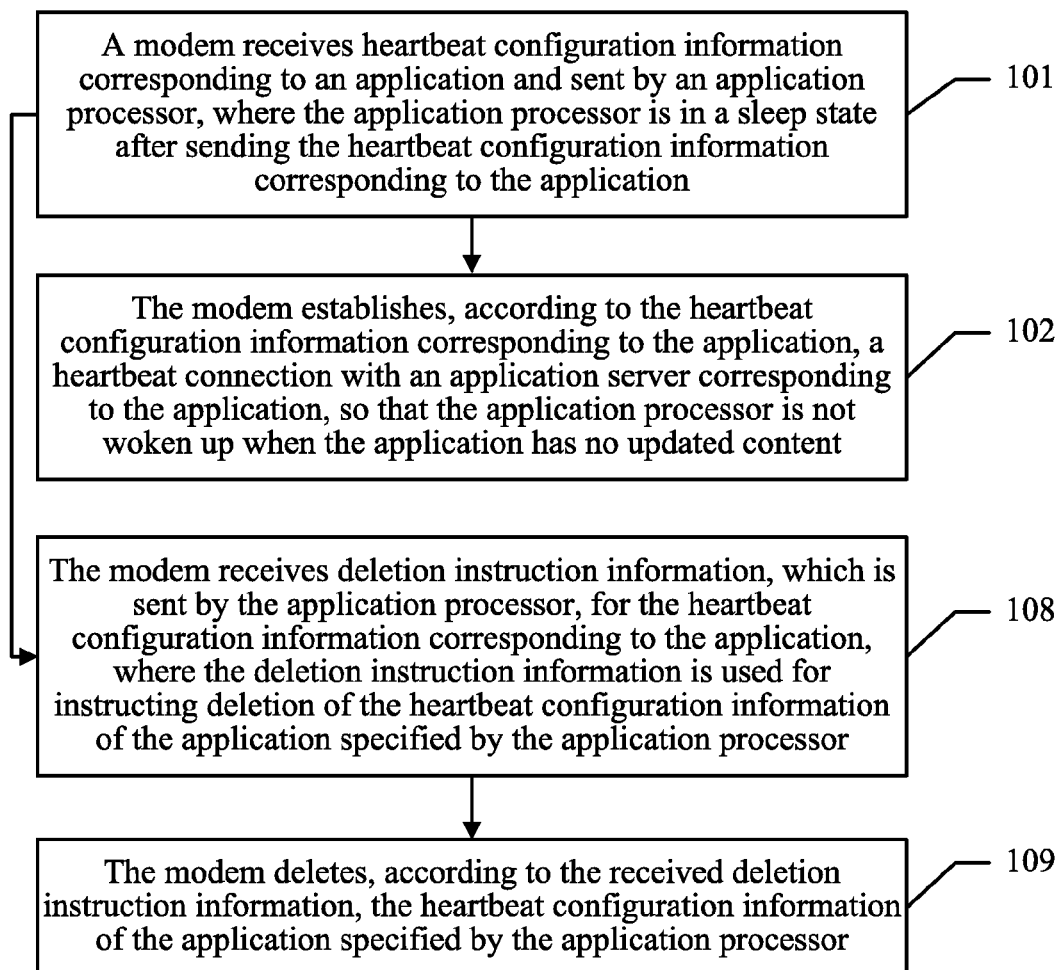 A modem receives heartbeat configuration information
corresponding to an application and sent by an application
processor, where the application processor is in a sleep state
after sending the heartbeat configuration information
corresponding to the application
101
The modem establishes, according to the heartbeat
configuration information corresponding to the application, a
heartbeat connection with an application server corresponding
to the application, so that the application processor is not
woken up when the application has no updated content
102
The modem receives deletion instruction information, which is
sent by the application processor, for the heartbeat
configuration information corresponding to the application,
where the deletion instruction information is used for
instructing deletion of the heartbeat configuration information
of the application specified by the application processor
108
The modem deletes, according to the received deletion
instruction information, the heartbeat configuration information
of the application specified by the application processor
109